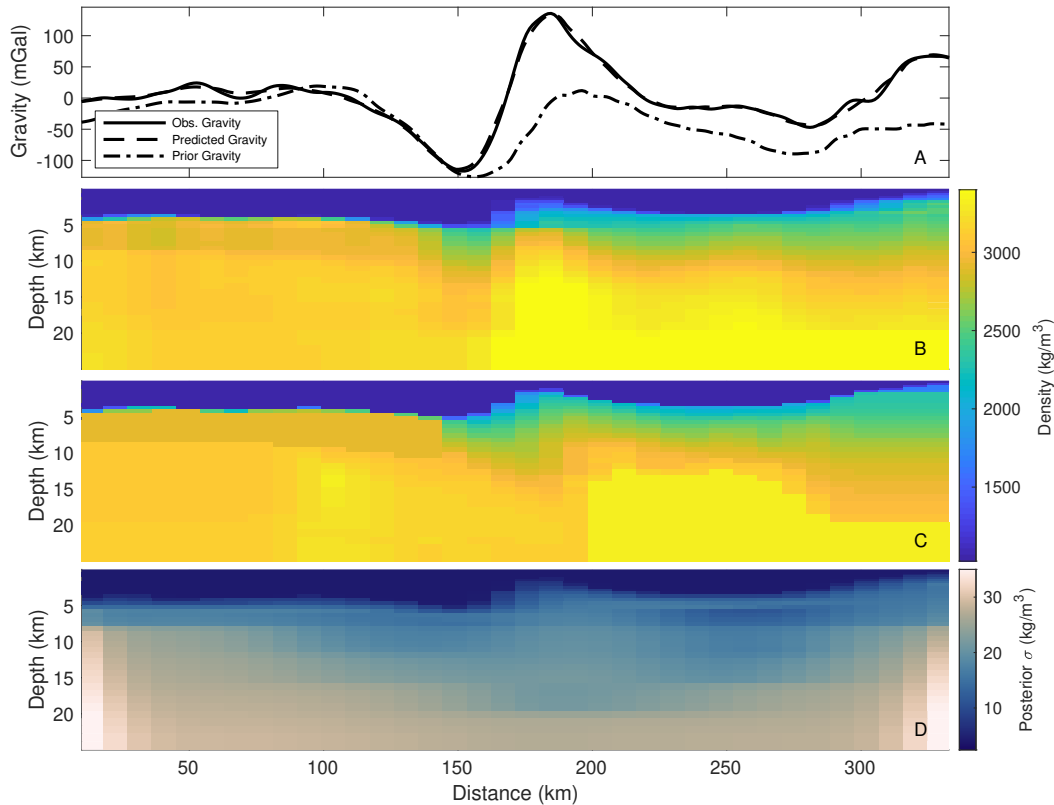 100
50
0
-50
-100
Gravity (mGal)
Obs. Gravity
Predicted Gravity
Prior Gravity
A
5
10
15
20
Depth (km)
B
5
10
15
20
Depth (km)
C
3000
2500
2000
1500
Density (kg/m³)
5
10
15
20
Depth (km)
D
30
20
10
Posterior σ (kg/m³)
50 100 150 200 250 300
Distance (km)